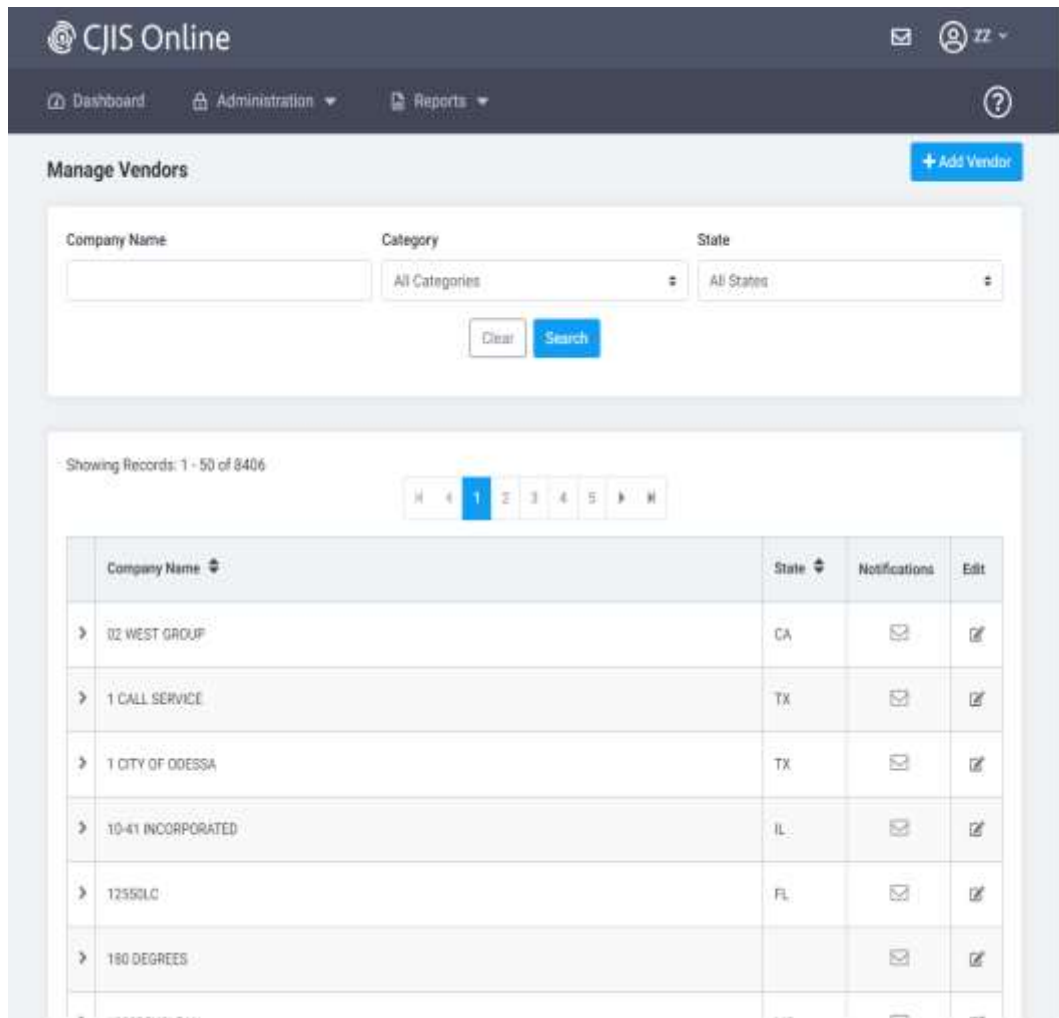 CJIS Online
ZZ
Dashboard Administration Reports
Manage Vendors
+ Add Vendor
Company Name Category State
All Categories All States
Clear Search
Showing Records: 1 - 50 of 8406
1 2 3 4 5
Company Name State Notifications Edit
02 WEST GROUP CA
1 CALL SERVICE TX
1 CITY OF ODESSA TX
10-41 INCORPORATED IL
12550LC FL
180 DEGREES